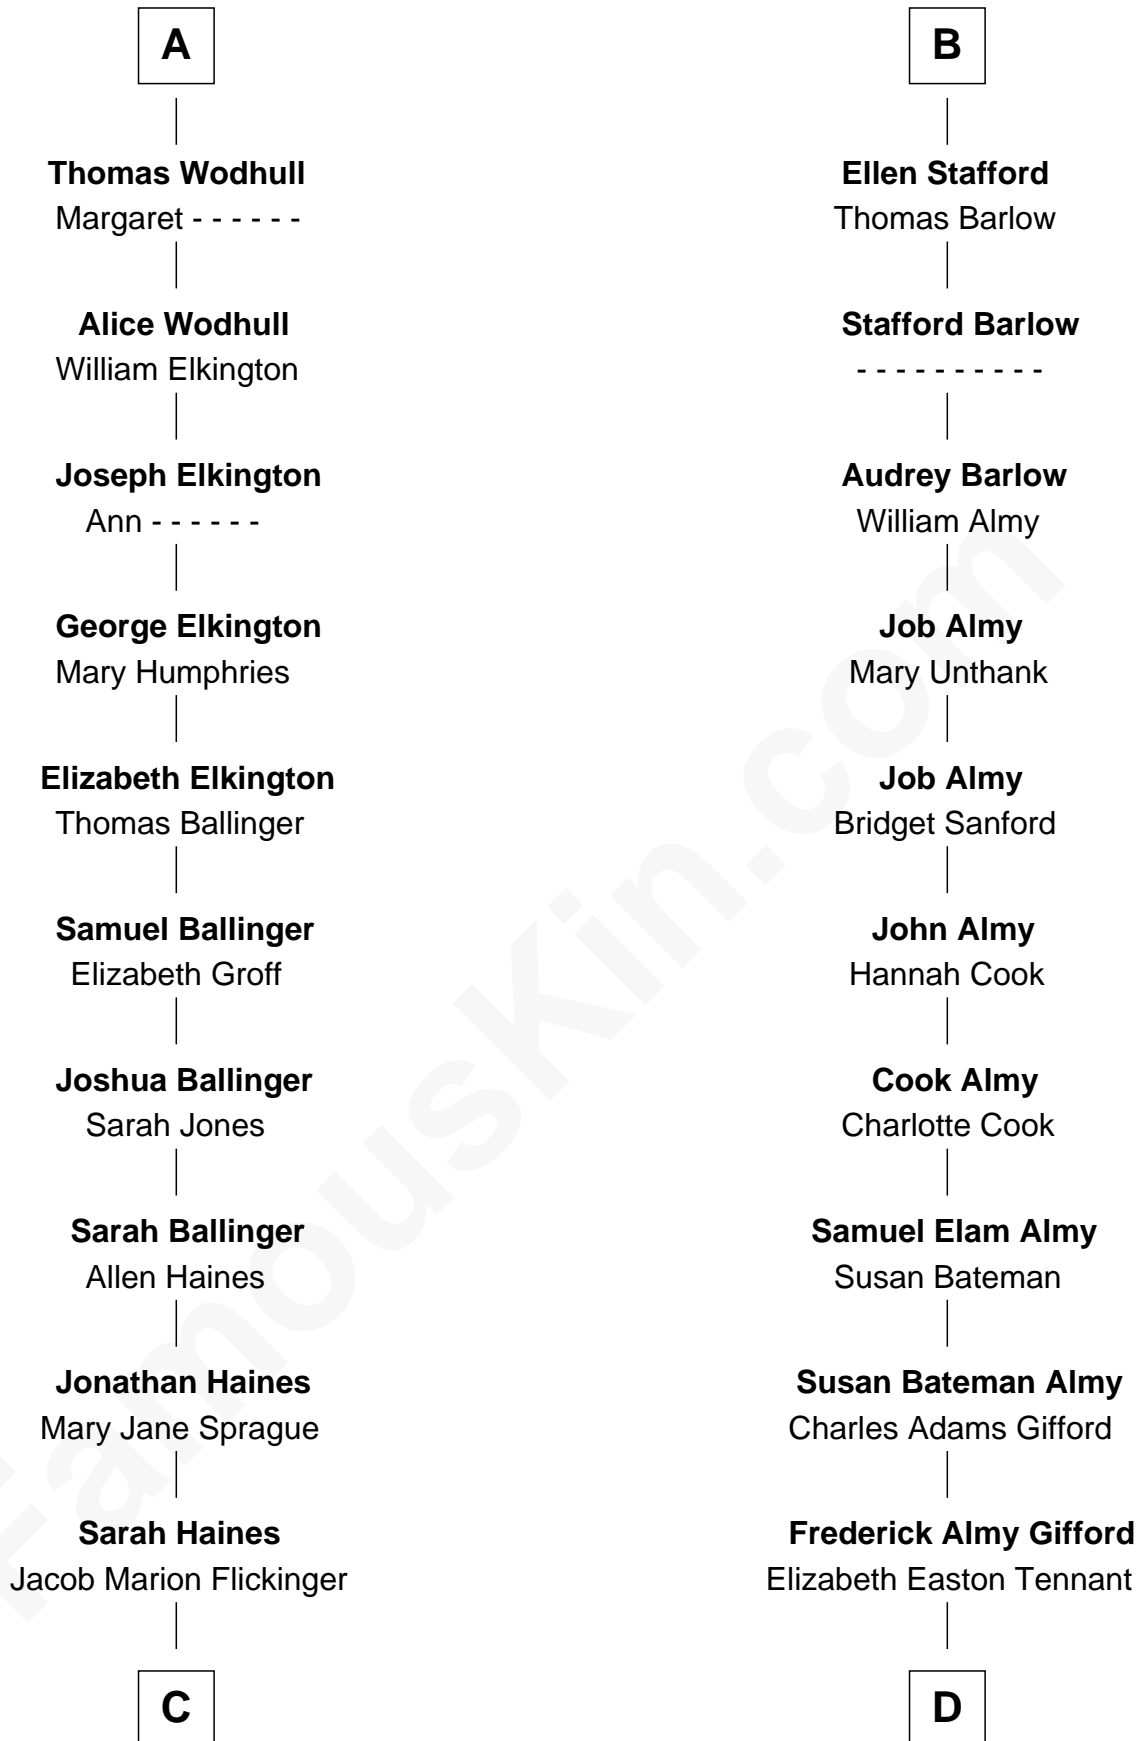 A
Thomas Wodhull
Margaret - - - - - -
Alice Wodhull
William Elkington
Joseph Elkington
Ann - - - - - -
George Elkington
Mary Humphries
Elizabeth Elkington
Thomas Ballinger
Samuel Ballinger
Elizabeth Groff
Joshua Ballinger
Sarah Jones
Sarah Ballinger
Allen Haines
Jonathan Haines
Mary Jane Sprague
Sarah Haines
Jacob Marion Flickinger
C
B
Ellen Stafford
Thomas Barlow
Stafford Barlow
- - - - - - - - - -
Audrey Barlow
William Almy
Job Almy
Mary Unthank
Job Almy
Bridget Sanford
John Almy
Hannah Cook
Cook Almy
Charlotte Cook
Samuel Elam Almy
Susan Bateman
Susan Bateman Almy
Charles Adams Gifford
Frederick Almy Gifford
Elizabeth Easton Tennant
D
FamousKin.com